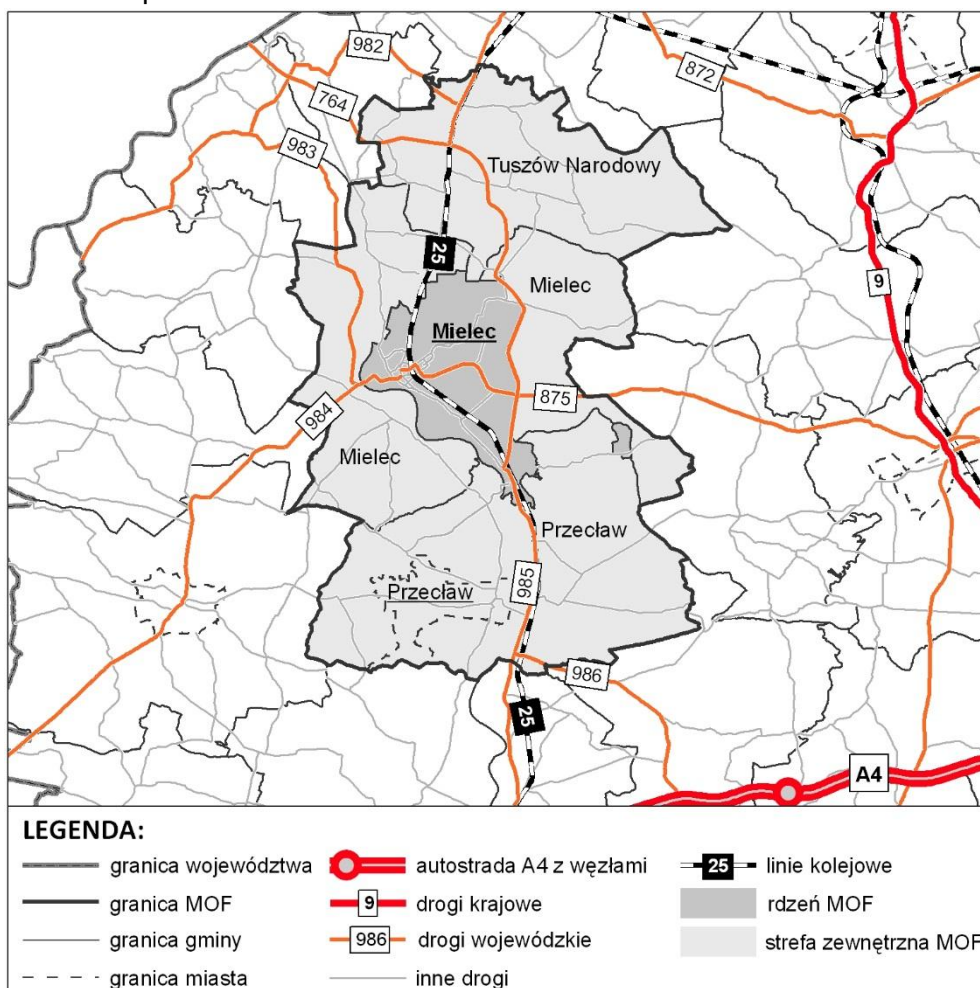 982
872
764
983
Tuszów Narodowy
25
Mielec
9
Mielec
875
984
Mielec
Przecław
985
Przecław
986
25
A4
LEGENDA:
granica województwa
autostrada A4 z węzłami
25 linie kolejowe
granica MOF
9 drogi krajowe
rdzeń MOF
granica gminy
986 drogi wojewódzkie
strefa zewnętrzna MOF
granica miasta
inne drogi